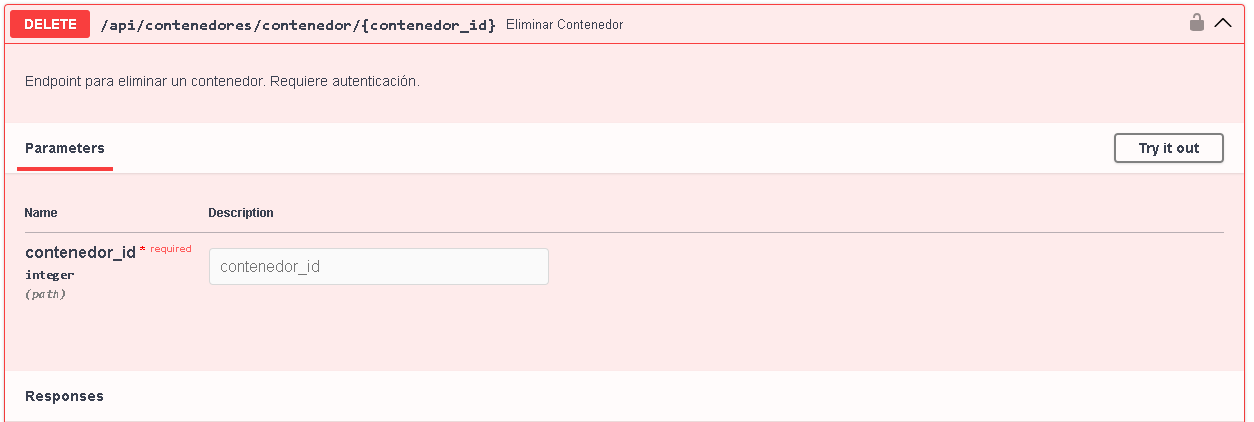 DELETE /api/contenedores/contenedor/{contenedor_id} Eliminar Contenedor
Endpoint para eliminar un contenedor. Requiere autenticación.
Parameters Try it out
Name Description
contenedor_id * required contenedor_id
integer
(path)
Responses